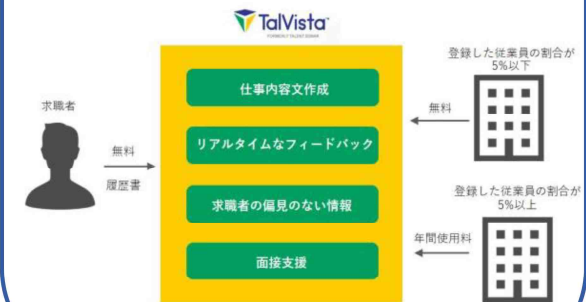 TalVista
FORMERLY TALENT SONAR
求職者
無料
履歴書
仕事内容文作成
リアルタイムなフィードバック
求職者の偏見のない情報
面接支援
登録した従業員の割合が
5%以下
無料
登録した従業員の割合が
5%以上
年間使用料